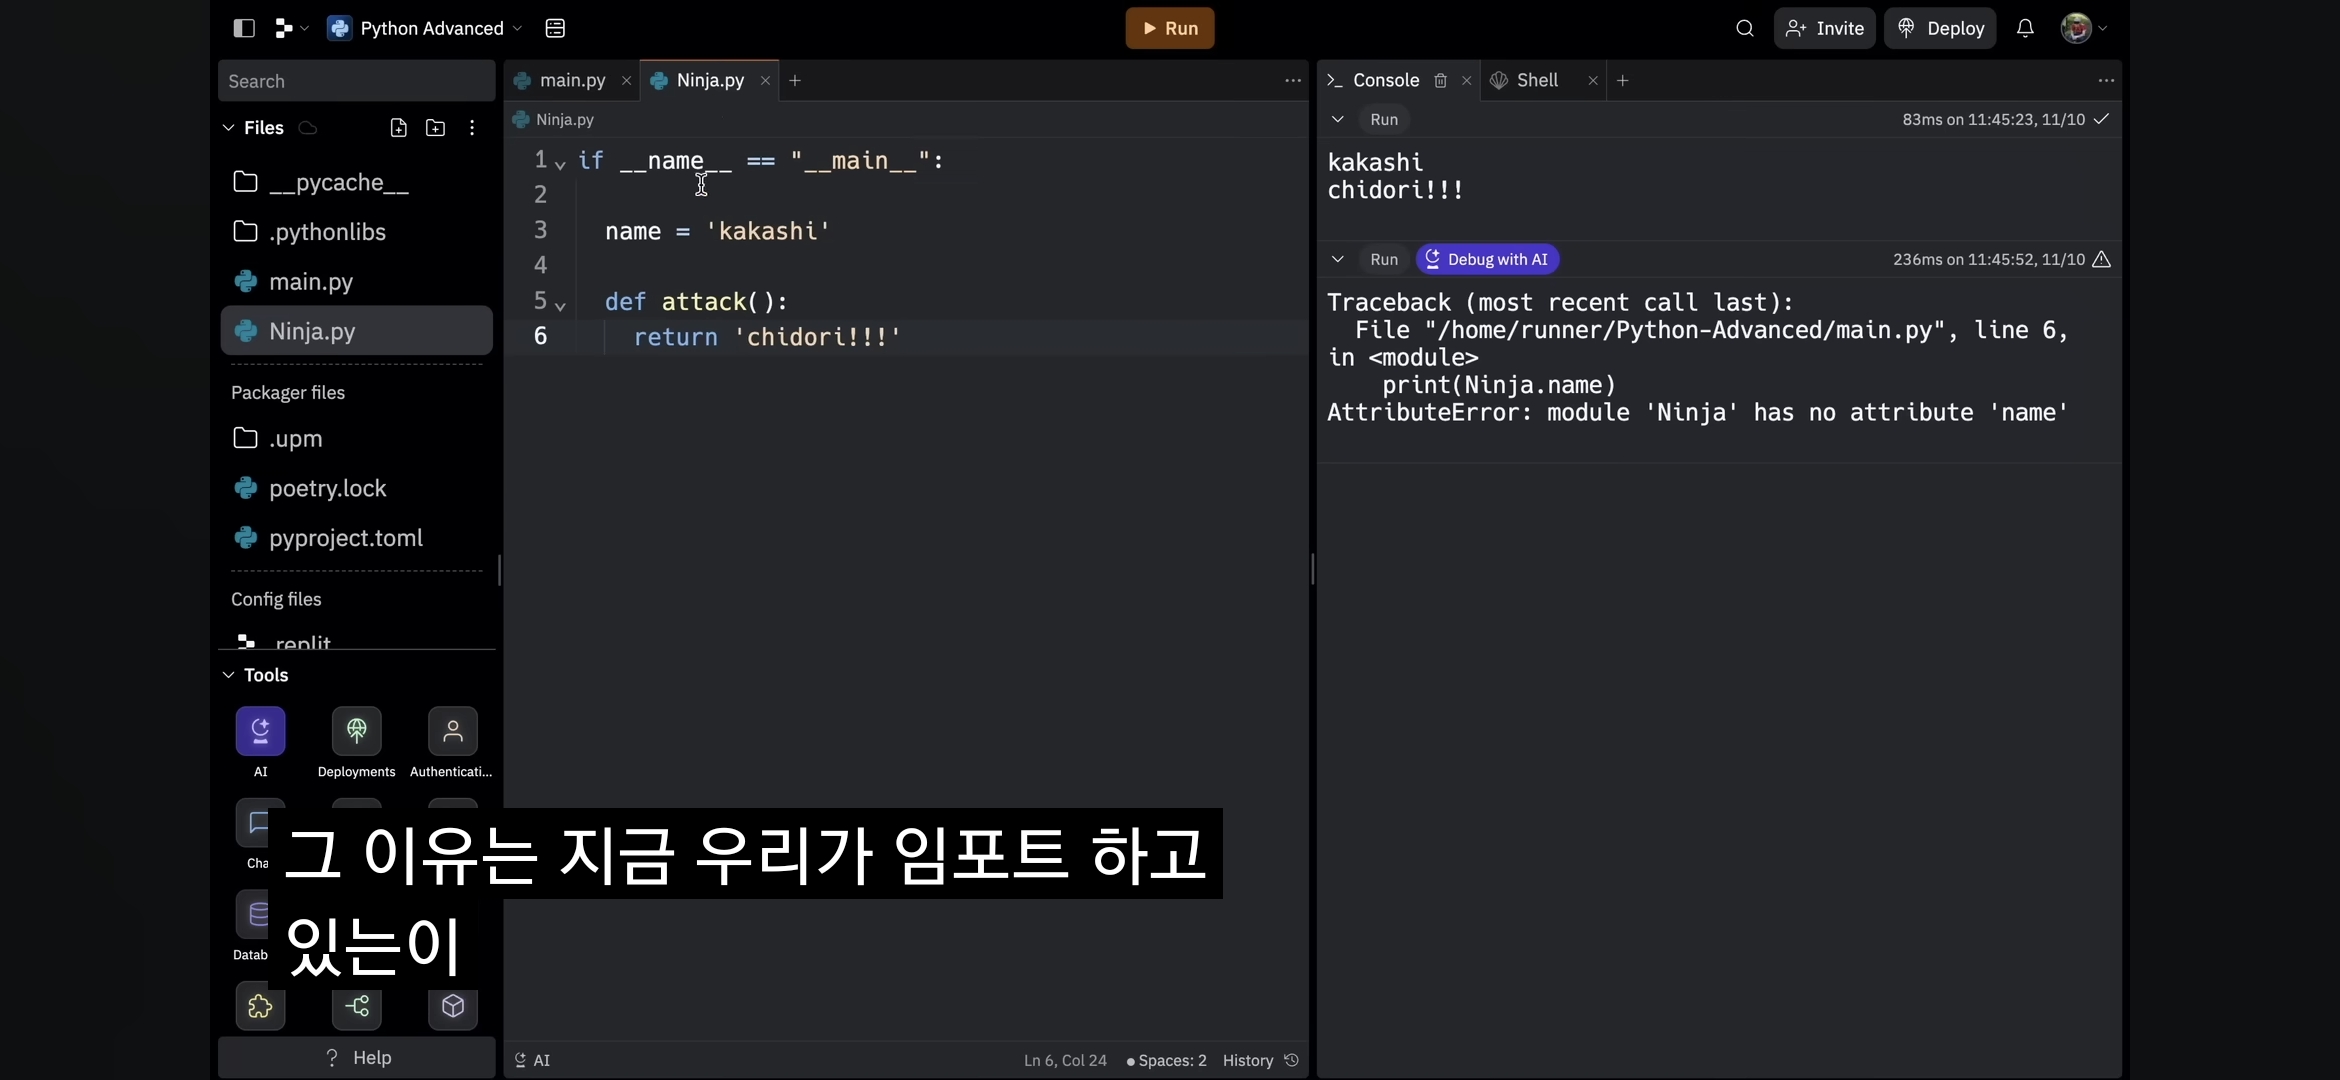 Python Advanced
Run
Invite
Deploy
Search
Files
__pycache__
.pythonlibs
main.py
Ninja.py
Packager files
.upm
poetry.lock
pyproject.toml
Config files
.replit
Tools
AI
Deployments
Authenticati...
Cha
Datab
Help
main.py
Ninja.py
Ninja.py
1 if __name__ == "__main__":
2
3 name = 'kakashi'
4
5 def attack():
6 return 'chidori!!!'
AI
Ln 6, Col 24
Spaces: 2
History
Console
Shell
Run
83ms on 11:45:23, 11/10
kakashi
chidori!!!
Run
Debug with AI
236ms on 11:45:52, 11/10
Traceback (most recent call last):
File "/home/runner/Python-Advanced/main.py", line 6,
in <module>
print(Ninja.name)
AttributeError: module 'Ninja' has no attribute 'name'
그 이유는 지금 우리가 임포트 하고
있는이